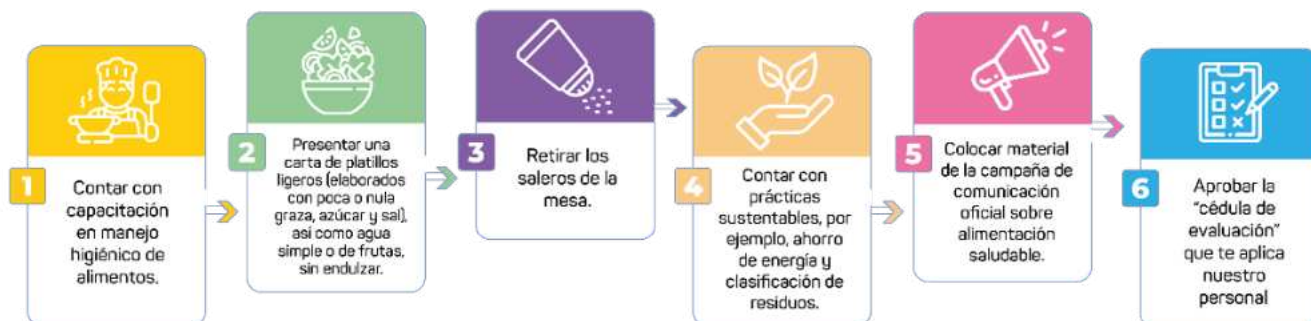 1
Contar con
capacitación
en manejo
higiénico de
alimentos.
2
Presentar una
carta de platillos
ligeros (elaborados
con poca o nula
graza, azúcar y sal),
así como agua
simple o de frutas,
sin endulzar.
3
Retirar los
saleros de la
mesa.
4
Contar con
prácticas
sustentables, por
ejemplo, ahorro
de energía y
clasificación de
residuos.
5
Colocar material
de la campaña de
comunicación
oficial sobre
alimentación
saludable.
6
Aprobar la
“cédula de
evaluación”
que te aplica
nuestro
personal